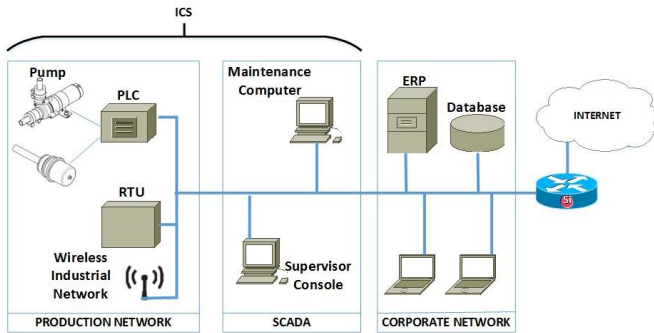 ICS
Pump
PLC
RTU
Wireless
Industrial
Network
PRODUCTION NETWORK
Maintenance
Computer
Supervisor
Console
SCADA
ERP
Database
CORPORATE NETWORK
INTERNET
Si